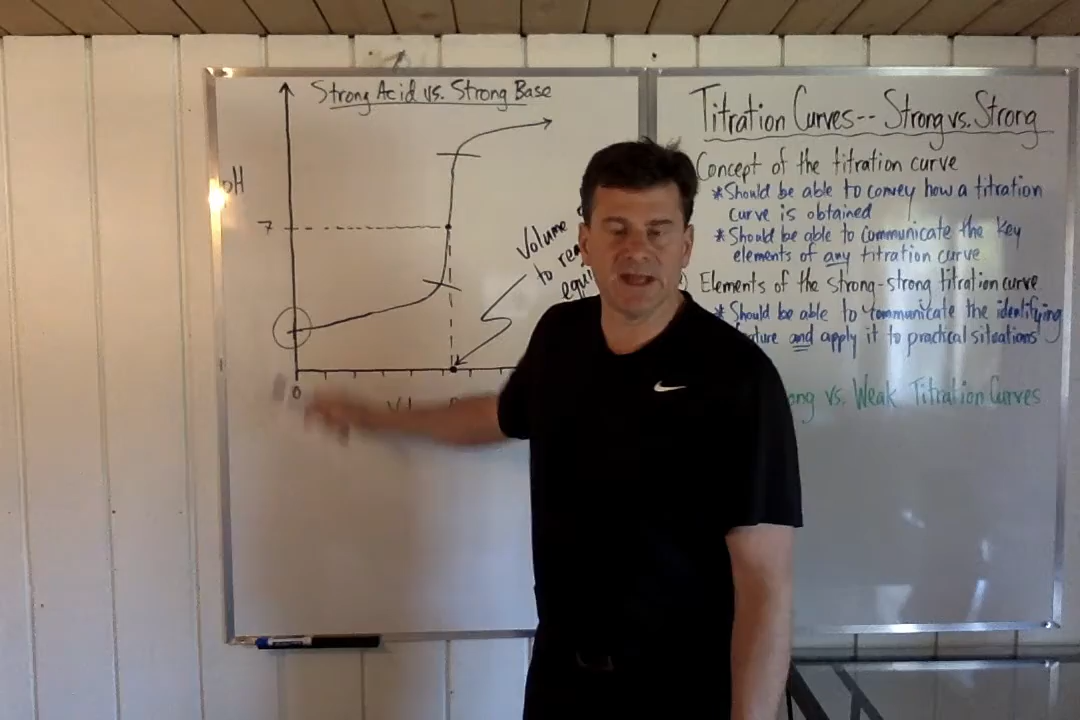 Strong Acid vs. Strong Base
pH
7
Volume
to
0
Titration Curves-- Strong vs. Strong
Concept of the titration curve
*Should be able to convey how a titration
curve is obtained
*Should be able to communicate the key
elements of any titration curve
Elements of the strong-strong titration curve
*Should be able to communicate the identifying
and apply it to practical situations
vs. Weak Titration Curves